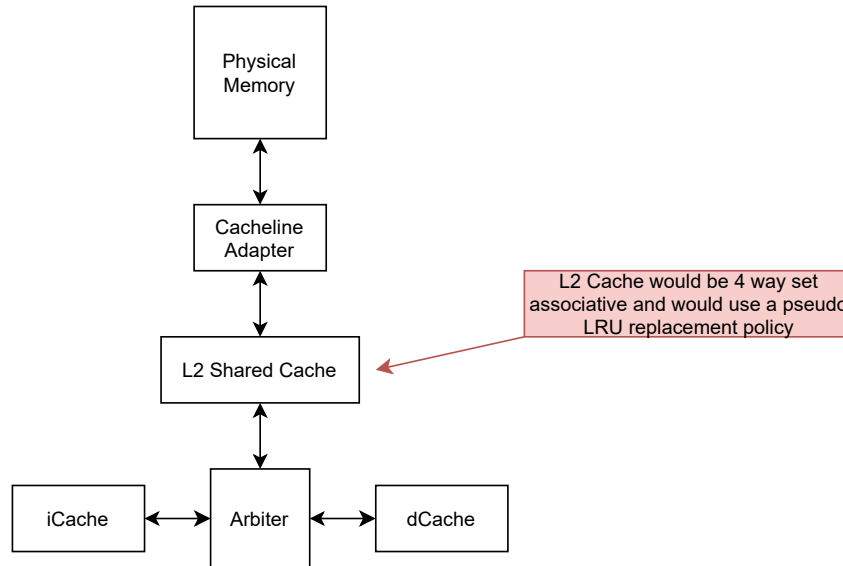 Physical
Memory
Cacheline
Adapter
L2 Cache would be 4 way set
associative and would use a pseudo
LRU replacement policy
L2 Shared Cache
iCache
Arbiter
dCache